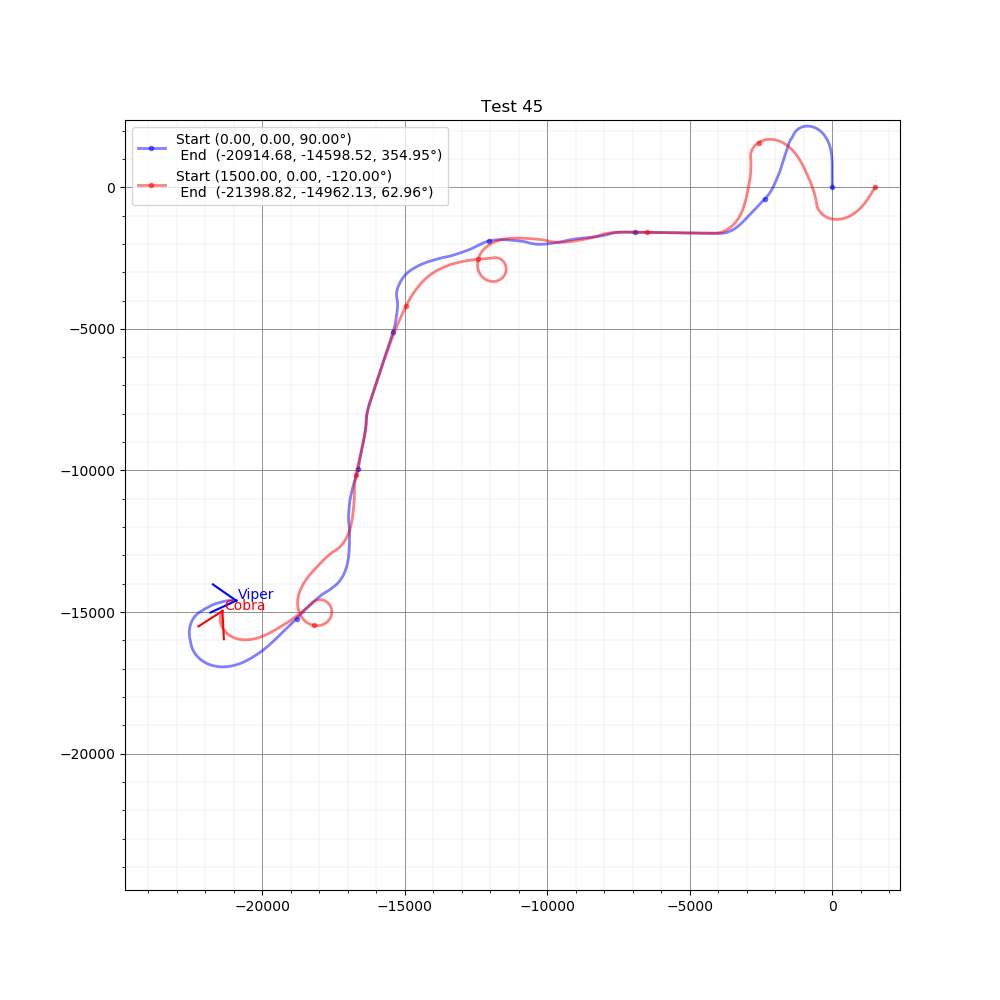 Test 45
Start (0.00, 0.00, 90.00°)
End  (-20914.68, -14598.52, 354.95°)
Start (1500.00, 0.00, -120.00°)
End  (-21398.82, -14962.13, 62.96°)
0
−5000
−10000
−15000
−20000
Viper
Cobra
−20000
−15000
−10000
−5000
0